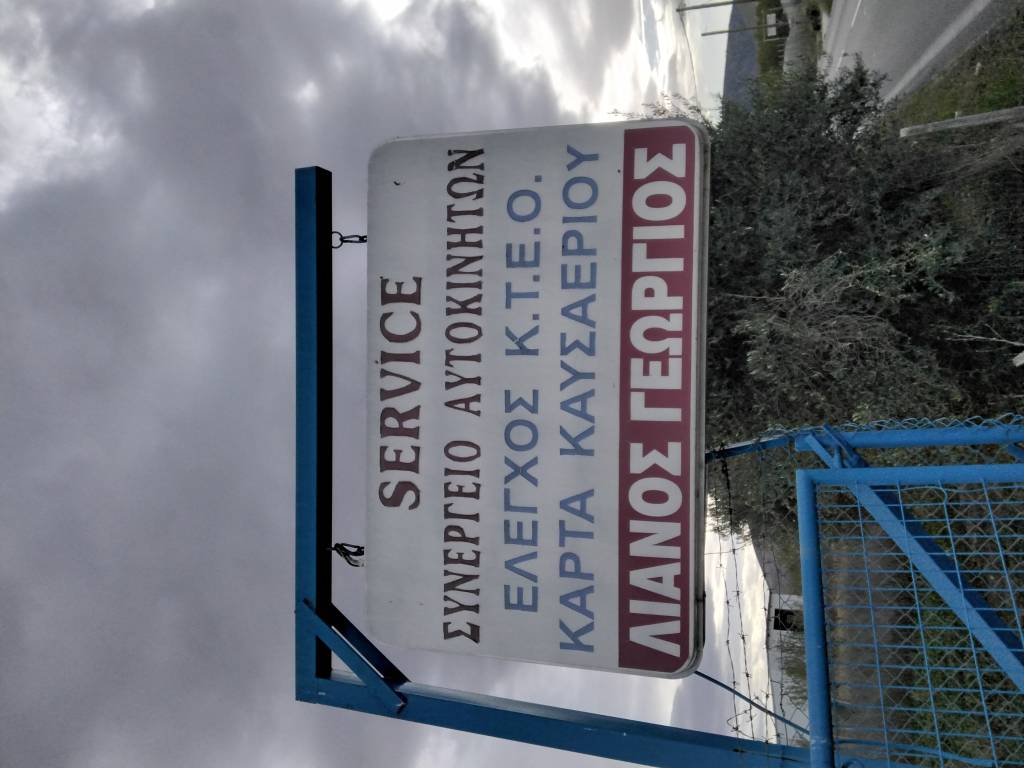 SERVICE
ΣΥΝΕΡΓΕΙΟ ΑΥΤΟΚΙΝΗΤΩΝ
ΕΛΕΓΧΟΣ Κ.Τ.Ε.Ο.
ΚΑΡΤΑ ΚΑΥΣΑΕΡΙΟΥ
ΛΙΑΝΟΣ ΓΕΩΡΓΙΟΣ